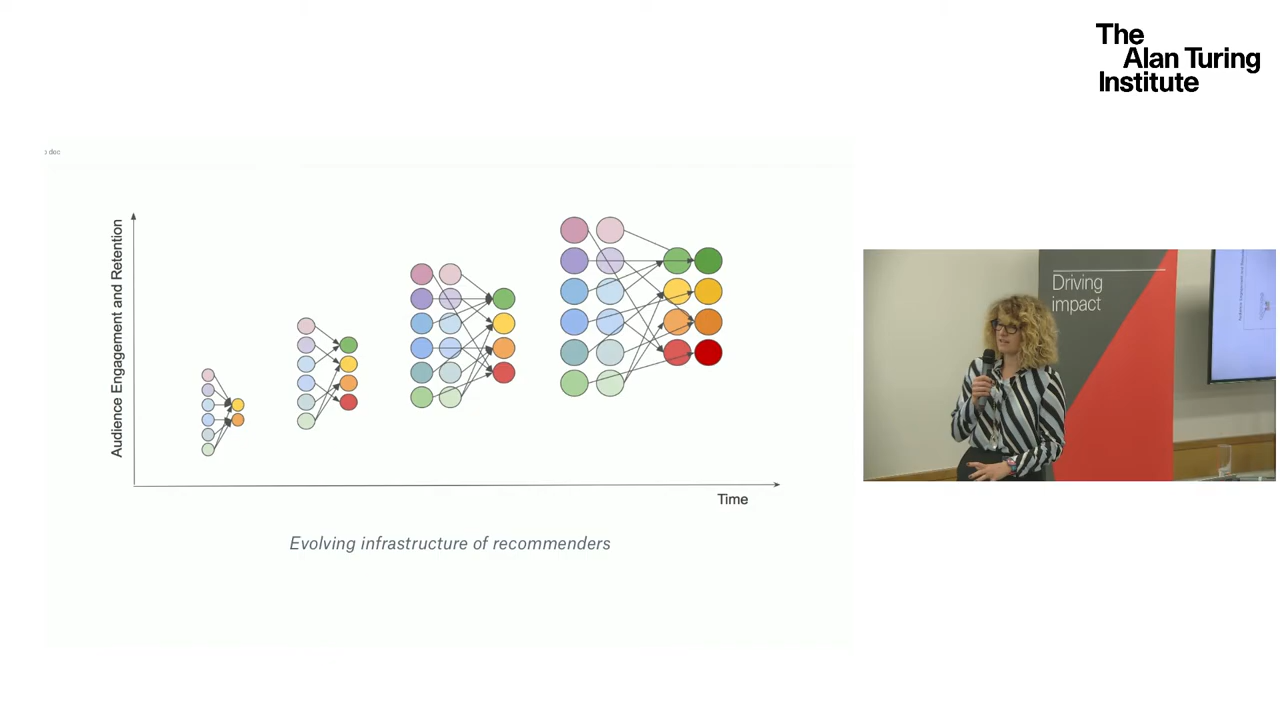 The
Alan Turing
Institute
Audience Engagement and Retention
Time
Evolving infrastructure of recommenders
Driving
impact